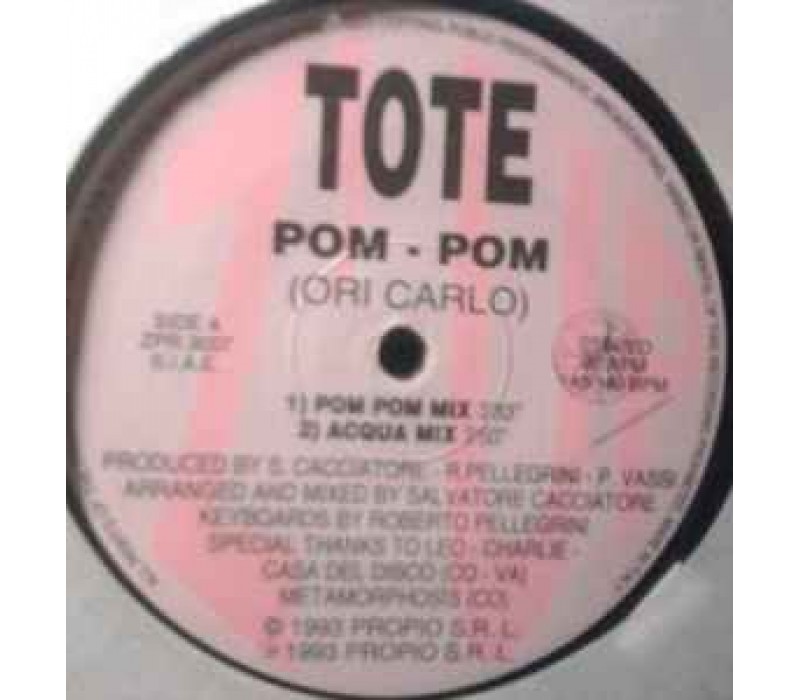 TOTE
POM - POM
(ORI CARLO)
SIDE A
S.I.A.E.
1) POM POM MIX
2) ACQUA MIX
PRODUCED BY S. CACCIATORE - R. PELLEGRINI - P. VASSI
ARRANGED AND MIXED BY SALVATORE CACCIATORE
KEYBOARDS BY ROBERTO PELLEGRINI
SPECIAL THANKS TO LEO - CHARLIE -
CASA DEL DISCO (CO - VA)
METAMORPHOSIS (CO)
© 1993 PROPIO S.R.L.
1993 PROPIO S.R.L.